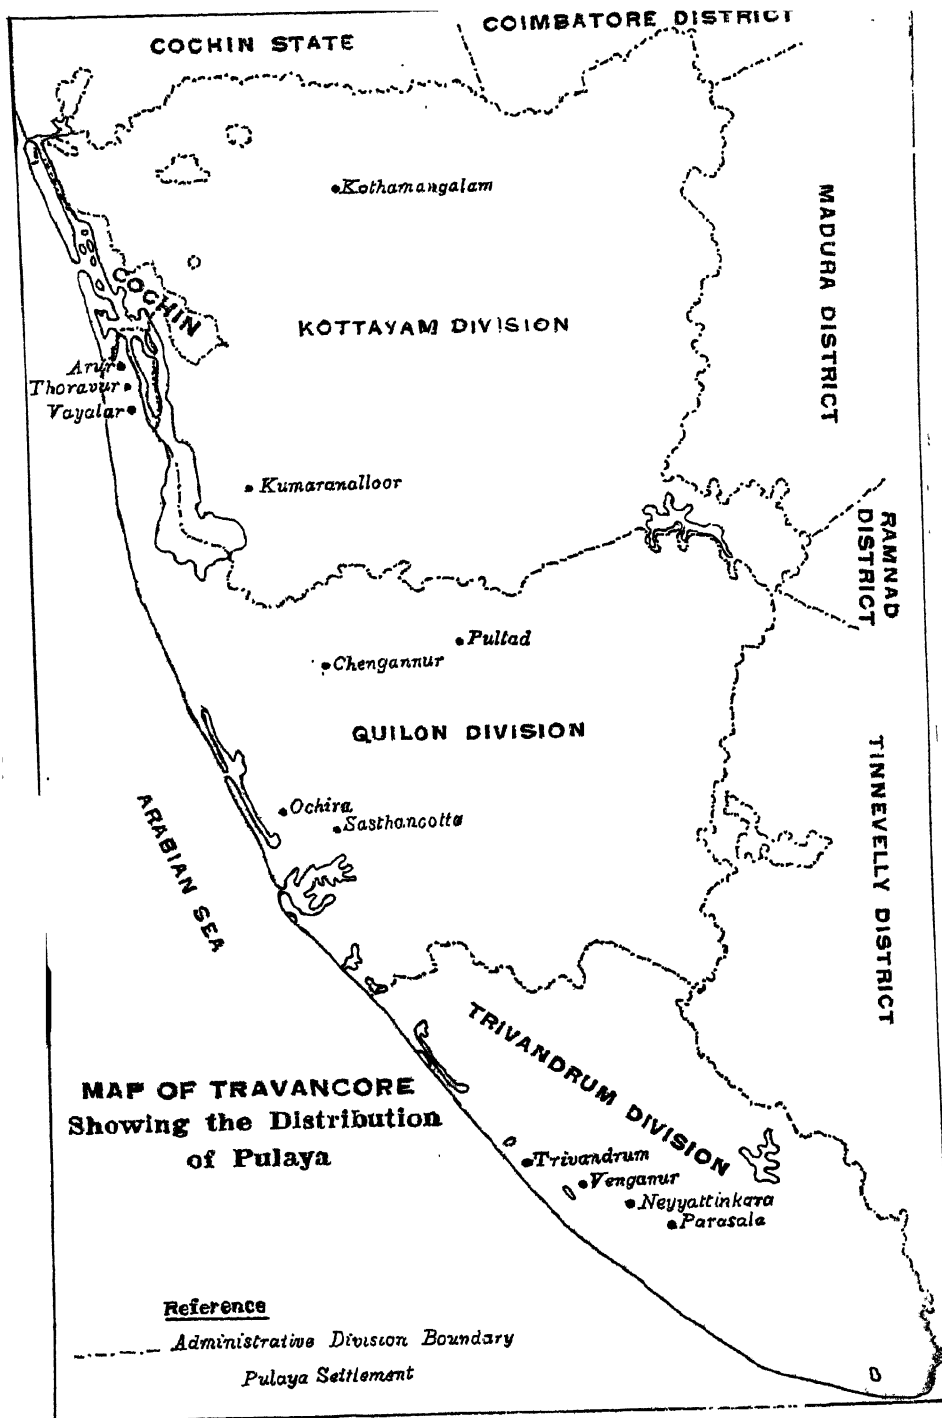 COIMBATORE DISTRICT
COCHIN STATE
Kothamangalam
MADURA DISTRICT
COCHIN
KOTTAYAM DIVISION
Arur
Thoravur
Vayalar
Kumaranalloor
RAMNAD
DISTRICT
Pullad
Chengannur
QUILON DIVISION
TINNEVELLY DISTRICT
Ochira
Sasthancotta
ARABIAN SEA
TRIVANDRUM DIVISION
MAP OF TRAVANCORE
Showing the Distribution
of Pulaya
Trivandrum
Venganur
Neyyattinkara
Parasala
Reference
Administrative Division Boundary
Pulaya Settlement